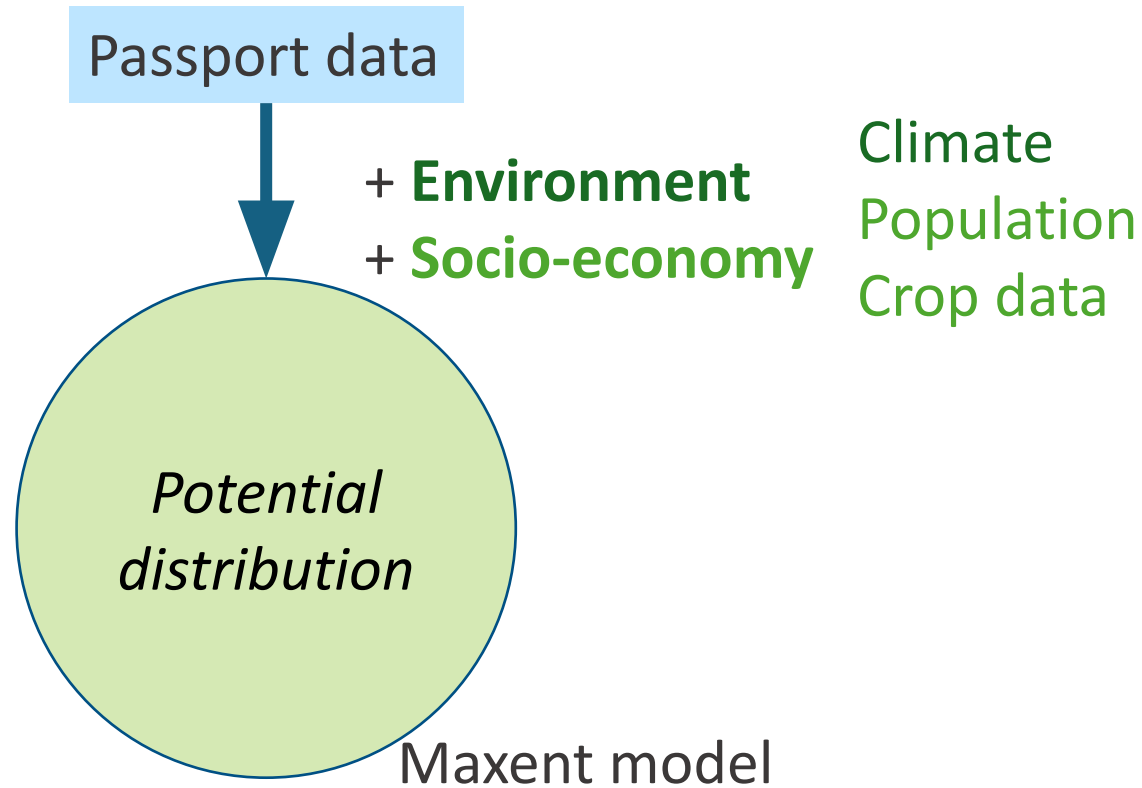 Passport data
+ Environment
+ Socio-economy
Climate
Population
Crop data
Potential
distribution
Maxent model